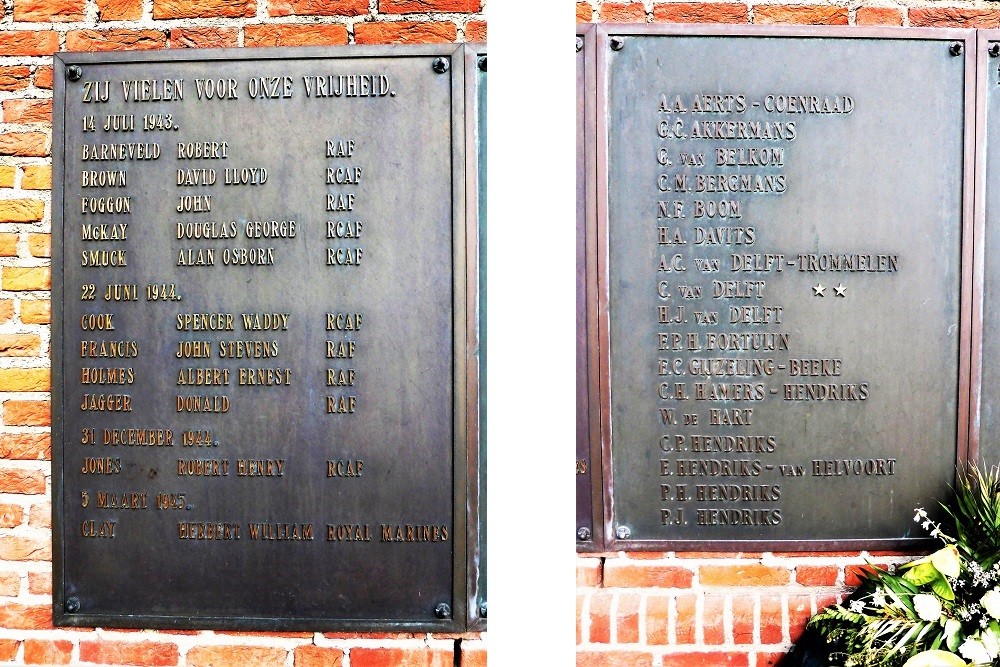 ZIJ VIELEN VOOR ONZE VRIJHEID.
14 JULI 1943.
BARNEVELD ROBERT RAF
BROWN DAVID LLOYD RCAF
FOGGON JOHN RAF
McKAY DOUGLAS GEORGE RCAF
SMUCK ALAN OSBORN RCAF
22 JUNI 1944.
COOK SPENCER WADDY RCAF
FRANCIS JOHN STEVENS RAF
HOLMES ALBERT ERNEST RAF
JAGGER DONALD RAF
31 DECEMBER 1944.
JONES ROBERT HENRY RCAF
5 MAART 1945.
CLAY HERBERT WILLIAM ROYAL MARINES
A.A. AERTS - COENRAAD
G.C. AKKERMANS
G. VAN BELKOM
C.M. BERGMANS
N.F. BOOM
H.A. DAVITS
A.C. VAN DELFT-TROMMELEN
C. VAN DELFT ★★
H.J. VAN DELFT
F.P.H. FORTUIJN
F.C. GIJZELING - BEEKE
C.H. HAMERS - HENDRIKS
W. DE HART
C.P. HENDRIKS
E. HENDRIKS - VAN HELVOORT
P.H. HENDRIKS
P.J. HENDRIKS